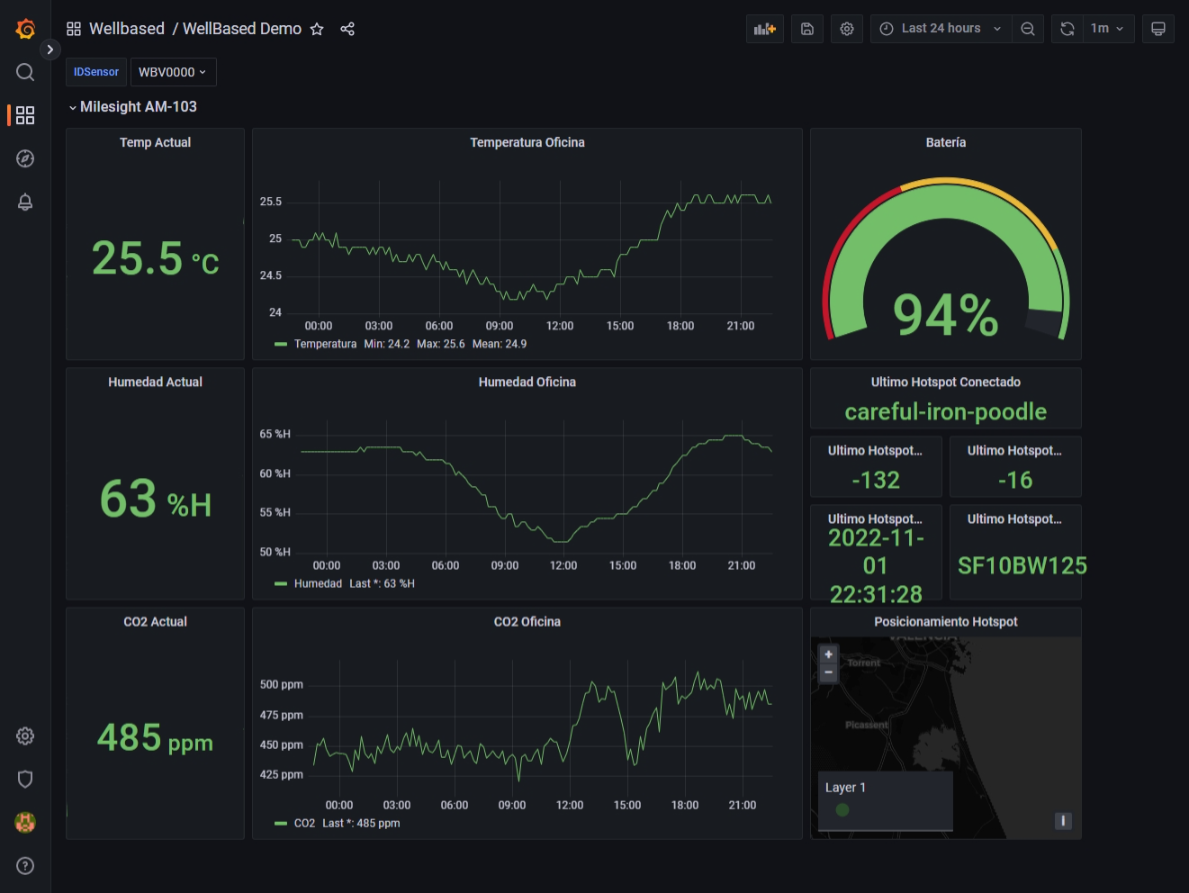 Wellbased / WellBased Demo
Last 24 hours
1m
IDSensor
WBV0000
Milesight AM-103
Temp Actual
25.5 °C
Temperatura Oficina
25.5
25
24.5
24
00:00 03:00 06:00 09:00 12:00 15:00 18:00 21:00
Temperatura Min: 24.2 Max: 25.6 Mean: 24.9
Batería
94%
Humedad Actual
63 %H
Humedad Oficina
65 %H
60 %H
55 %H
50 %H
00:00 03:00 06:00 09:00 12:00 15:00 18:00 21:00
Humedad Last *: 63 %H
Ultimo Hotspot Conectado
careful-iron-poodle
Ultimo Hotspot...
-132
Ultimo Hotspot...
-16
Ultimo Hotspot...
2022-11-
01
22:31:28
Ultimo Hotspot...
SF10BW125
CO2 Actual
485 ppm
CO2 Oficina
500 ppm
475 ppm
450 ppm
425 ppm
00:00 03:00 06:00 09:00 12:00 15:00 18:00 21:00
CO2 Last *: 485 ppm
Posicionamiento Hotspot
VALENCIA
+
Torrent
−
Picassent
Layer 1
i